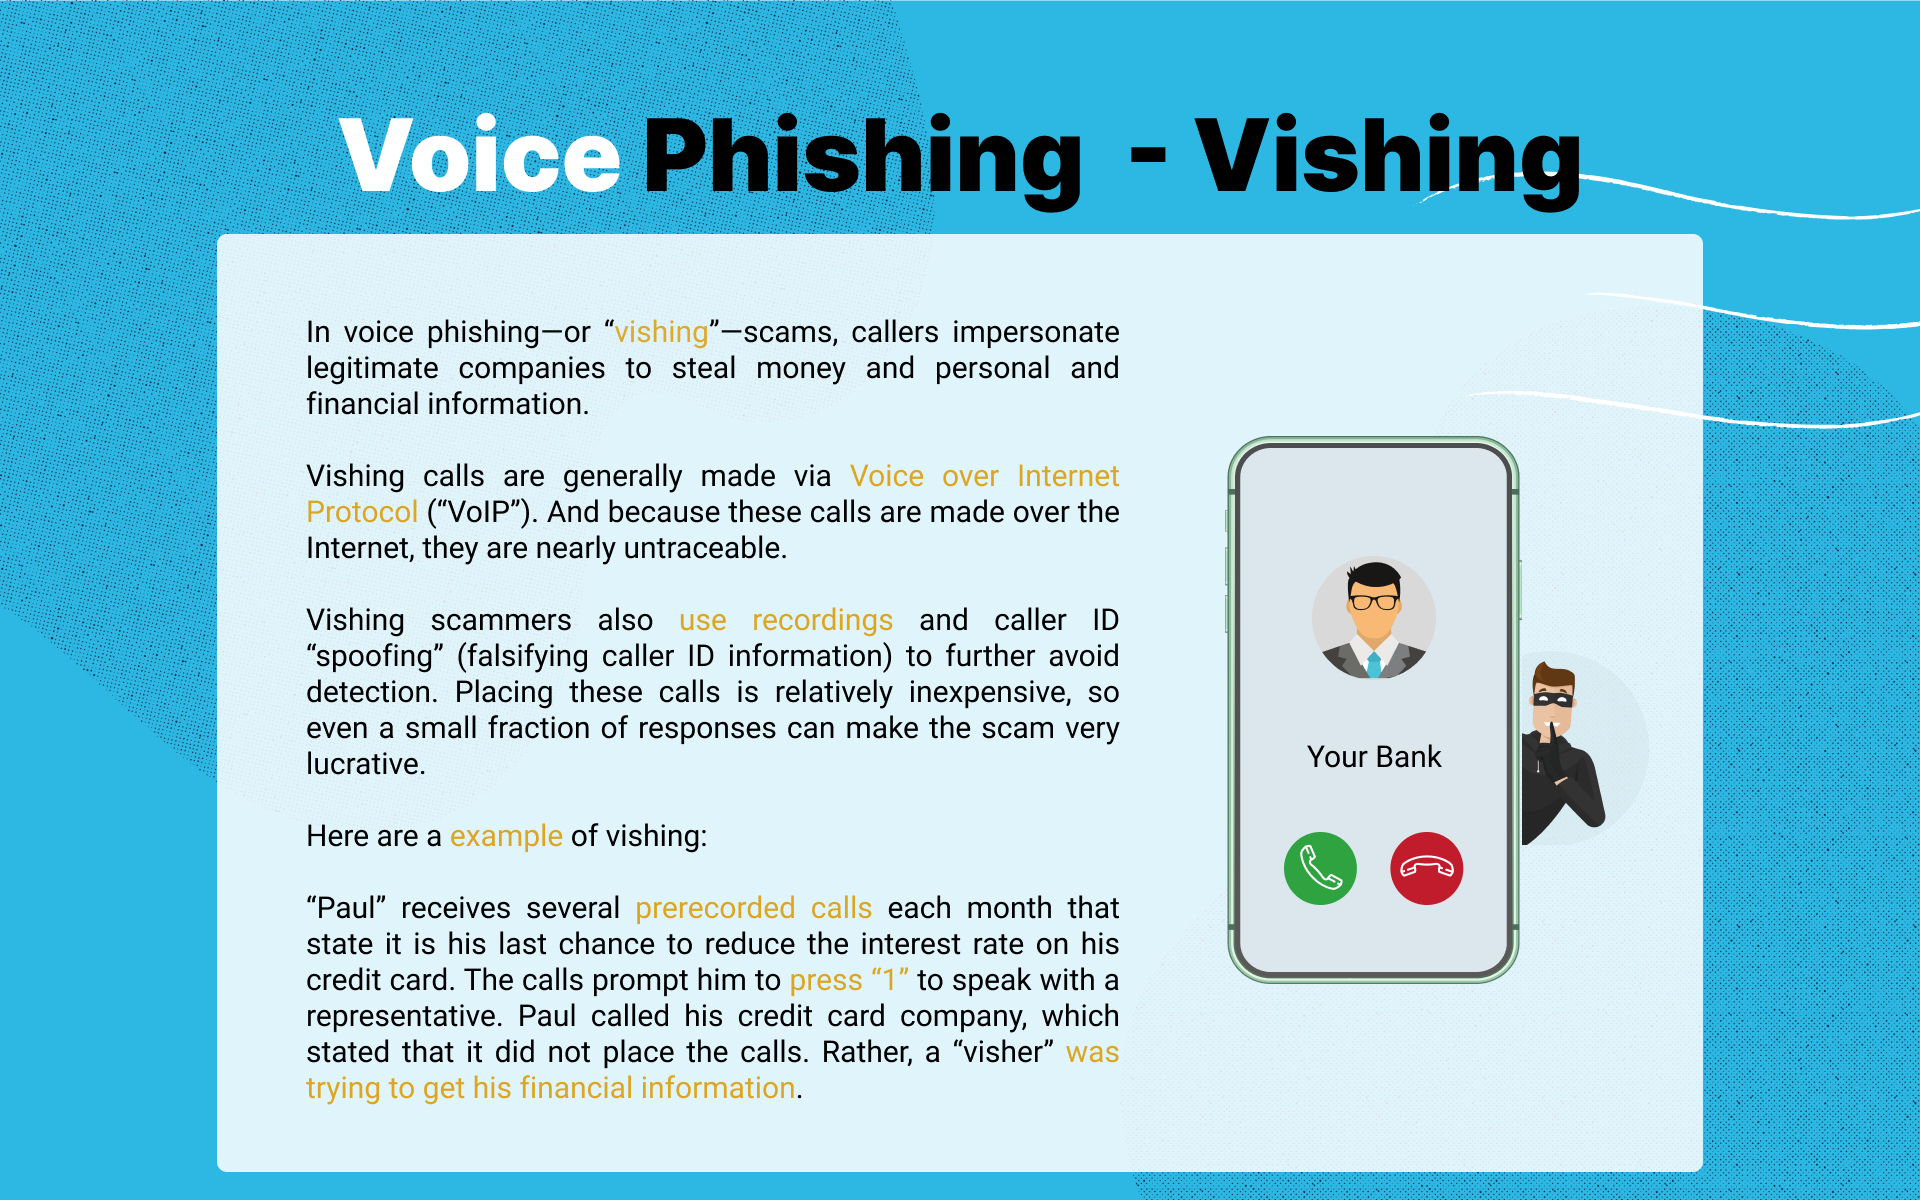 Voice Phishing - Vishing
In voice phishing—or “vishing”—scams, callers impersonate
legitimate companies to steal money and personal and
financial information.
Vishing calls are generally made via Voice over Internet
Protocol (“VoIP”). And because these calls are made over the
Internet, they are nearly untraceable.
Vishing scammers also use recordings and caller ID
“spoofing” (falsifying caller ID information) to further avoid
detection. Placing these calls is relatively inexpensive, so
even a small fraction of responses can make the scam very
lucrative.
Here are a example of vishing:
“Paul” receives several prerecorded calls each month that
state it is his last chance to reduce the interest rate on his
credit card. The calls prompt him to press “1” to speak with a
representative. Paul called his credit card company, which
stated that it did not place the calls. Rather, a “visher” was
trying to get his financial information.
Your Bank